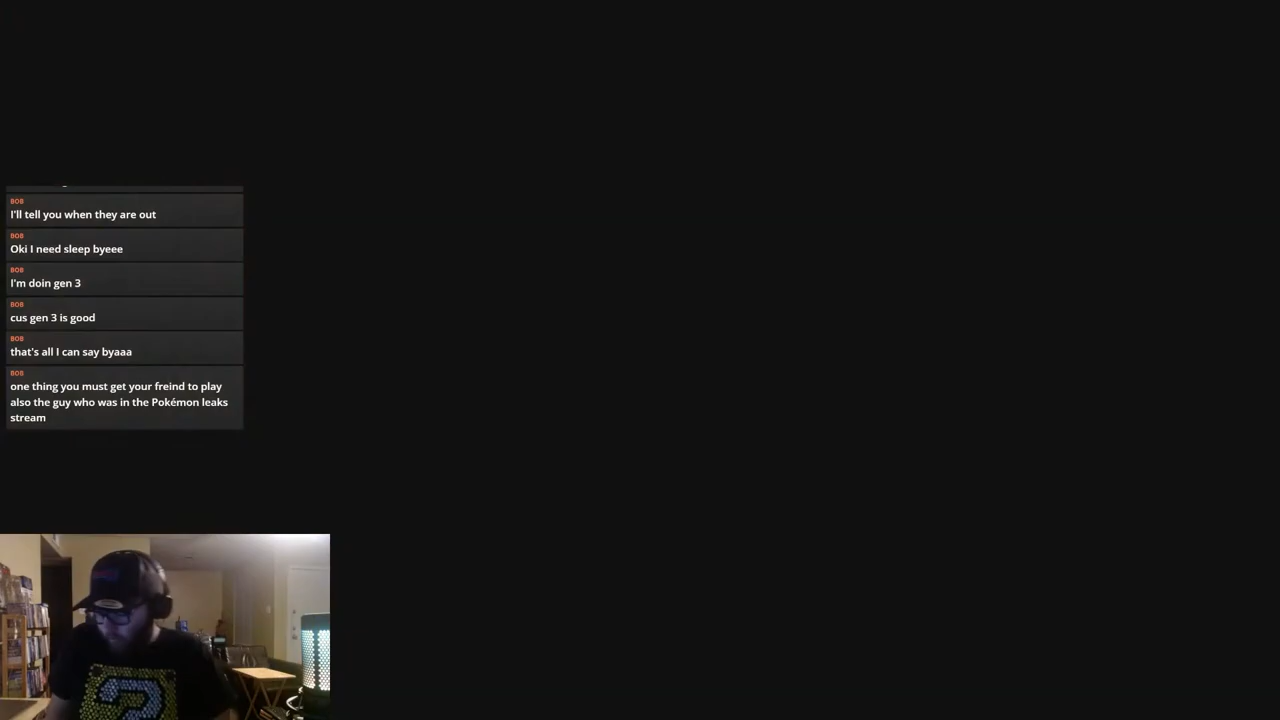 BOB
I'll tell you when they are out
BOB
Oki I need sleep byeee
BOB
I'm doin gen 3
BOB
cus gen 3 is good
BOB
that's all I can say byaaa
BOB
one thing you must get your freind to play
also the guy who was in the Pokémon leaks
stream